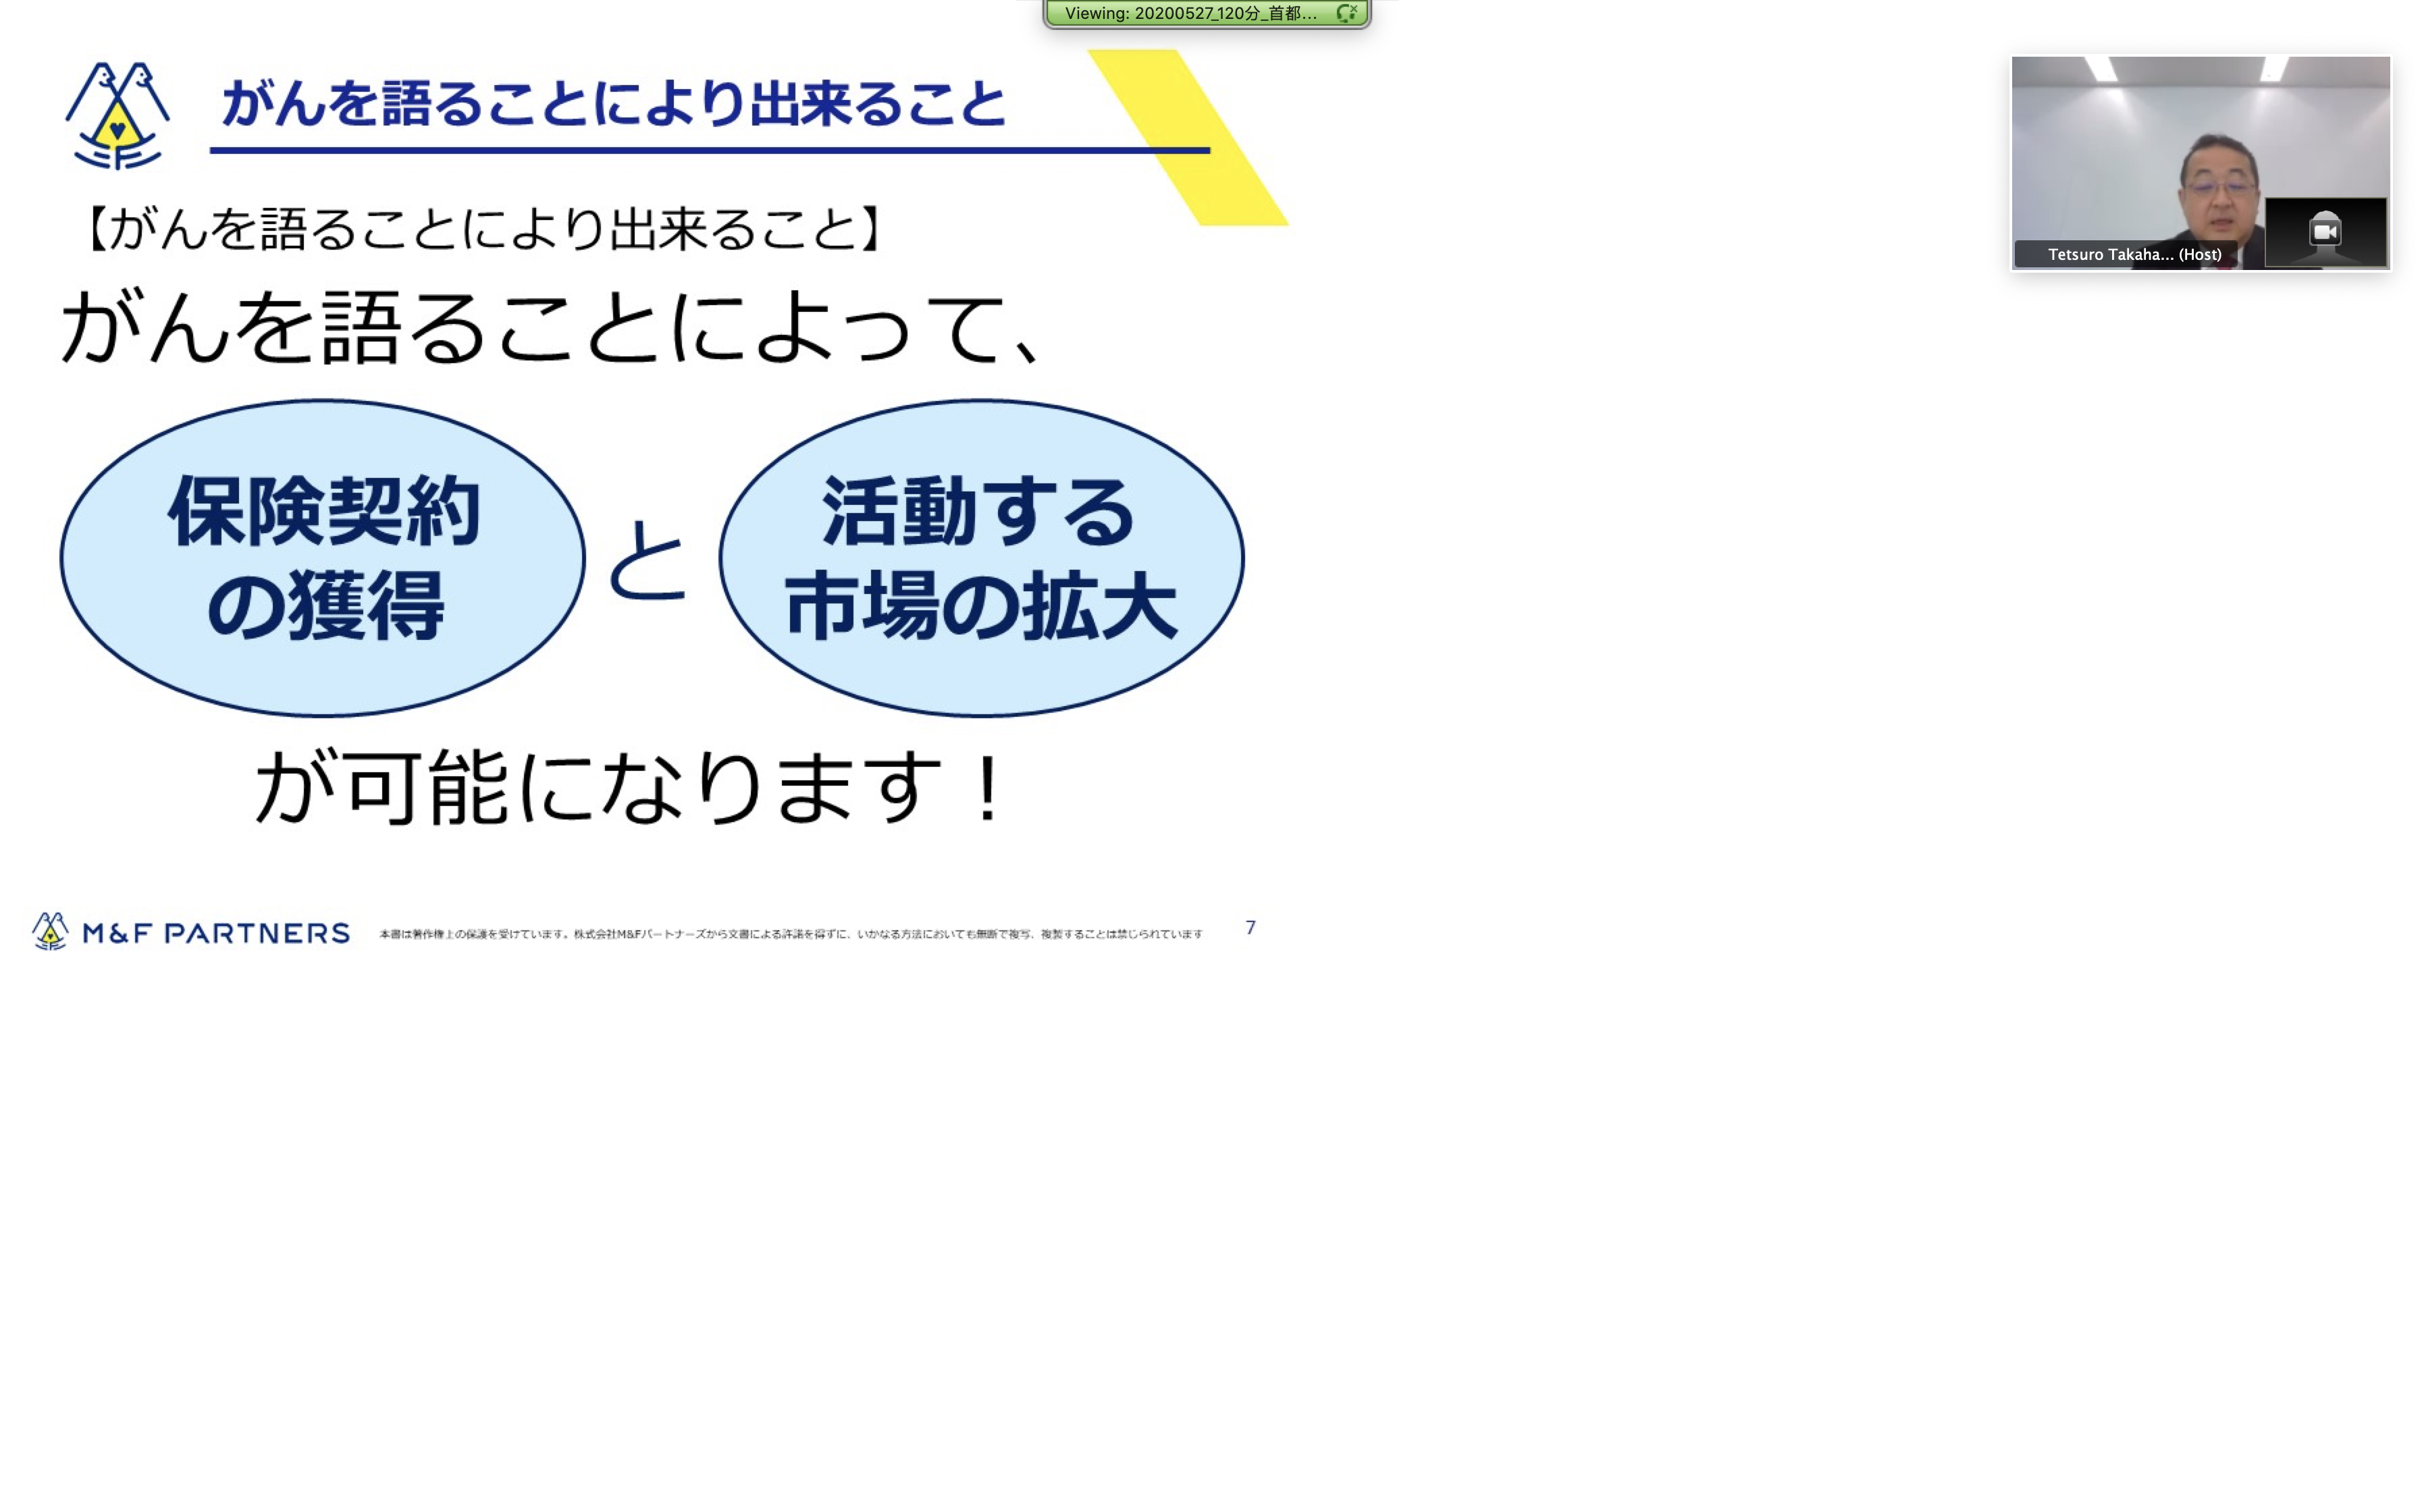 Viewing: 20200527_120分_首都...
がんを語ることにより出来ること
【がんを語ることにより出来ること】
がんを語ることによって、
保険契約
の獲得
と
活動する
市場の拡大
が可能になります！
M&F PARTNERS
本書は著作権上の保護を受けています。株式会社M&Fパートナーズから文書による許諾を得ずに、いかなる方法においても無断で複写、複製することは禁じられています
7
Tetsuro Takaha... (Host)